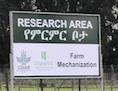 RESEARCH AREA
የምርምር ቦታ
Farm
Mechanization